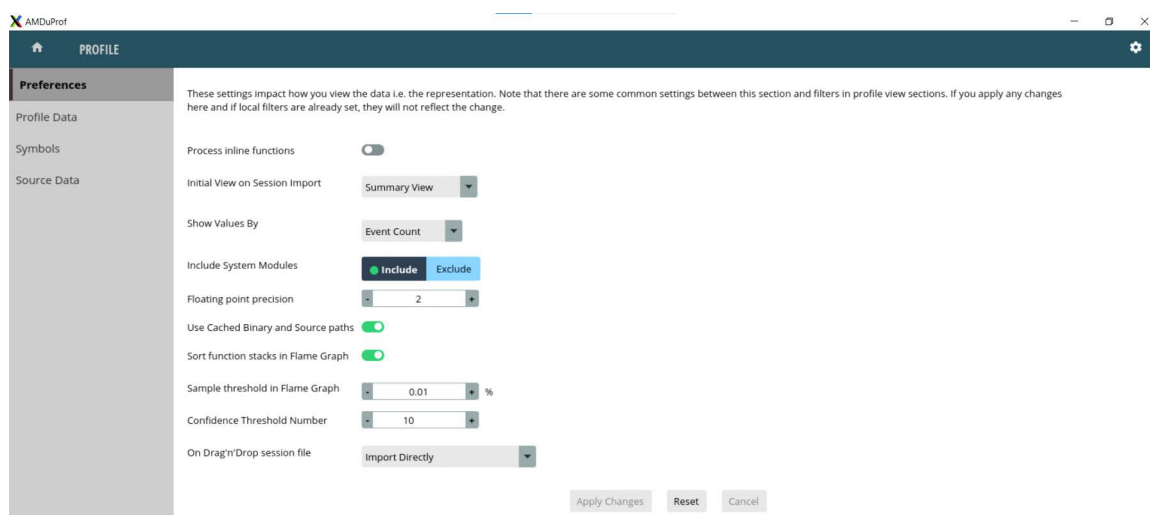 AMDuProf
PROFILE
Preferences
Profile Data
Symbols
Source Data
These settings impact how you view the data i.e. the representation. Note that there are some common settings between this section and filters in profile view sections. If you apply any changes
here and if local filters are already set, they will not reflect the change.
Process inline functions
Initial View on Session Import Summary View
Show Values By Event Count
Include System Modules Include Exclude
Floating point precision - 2 +
Use Cached Binary and Source paths
Sort function stacks in Flame Graph
Sample threshold in Flame Graph - 0.01 + %
Confidence Threshold Number - 10 +
On Drag'n'Drop session file Import Directly
Apply Changes Reset Cancel